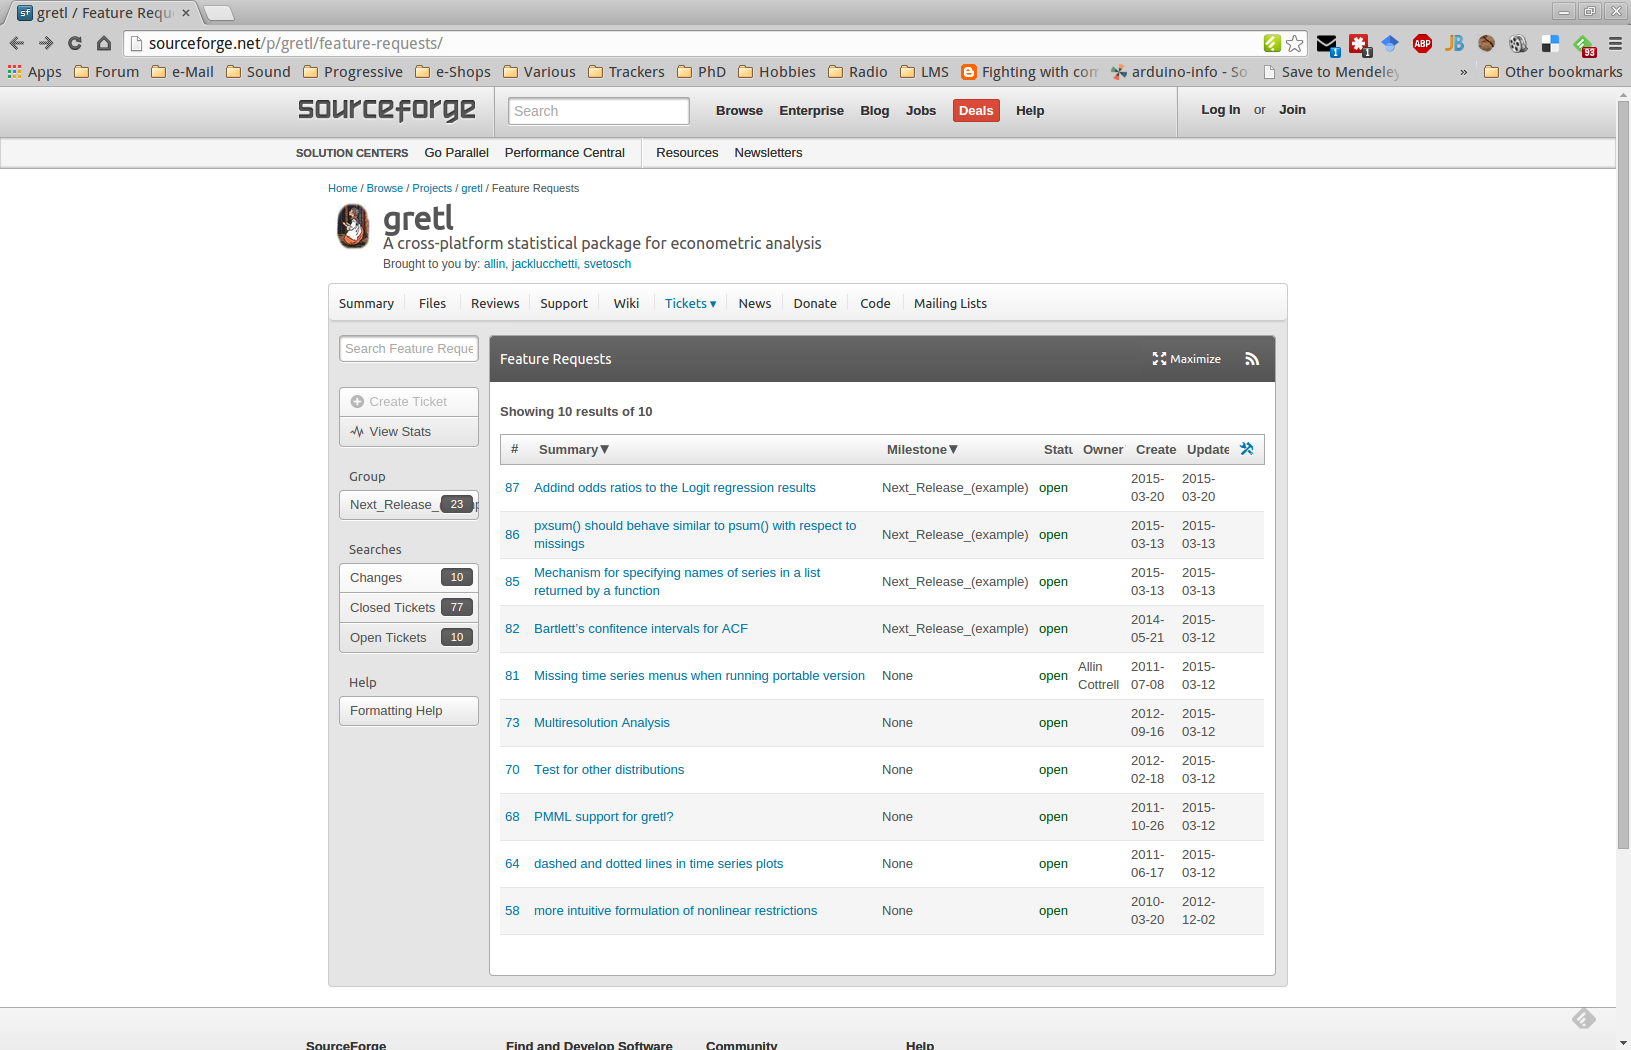 gretl / Feature Requ
sourceforge.net/p/gretl/feature-requests/
1 1 ABP JB 93
Apps Forum e-Mail Sound Progressive e-Shops Various Trackers PhD Hobbies Radio LMS Fighting with com arduino-info - So Save to Mendeley » Other bookmarks
sourceforge Search Browse Enterprise Blog Jobs Deals Help Log In or Join
SOLUTION CENTERS Go Parallel Performance Central Resources Newsletters
Home / Browse / Projects / gretl / Feature Requests
gretl
A cross-platform statistical package for econometric analysis
Brought to you by: allin, jacklucchetti, svetosch
Summary Files Reviews Support Wiki Tickets ▾ News Donate Code Mailing Lists
Search Feature Reque
Create Ticket
View Stats
Group
Next_Release_( 23
Searches
Changes 10
Closed Tickets 77
Open Tickets 10
Help
Formatting Help
Feature Requests Maximize
Showing 10 results of 10
# Summary▼ Milestone▼ Statu Owner Create Update
87 Addind odds ratios to the Logit regression results Next_Release_(example) open 2015-03-20 2015-03-20
86 pxsum() should behave similar to psum() with respect to missings Next_Release_(example) open 2015-03-13 2015-03-13
85 Mechanism for specifying names of series in a list returned by a function Next_Release_(example) open 2015-03-13 2015-03-13
82 Bartlett's confitence intervals for ACF Next_Release_(example) open 2014-05-21 2015-03-12
81 Missing time series menus when running portable version None open Allin Cottrell 2011-07-08 2015-03-12
73 Multiresolution Analysis None open 2012-09-16 2015-03-12
70 Test for other distributions None open 2012-02-18 2015-03-12
68 PMML support for gretl? None open 2011-10-26 2015-03-12
64 dashed and dotted lines in time series plots None open 2011-06-17 2015-03-12
58 more intuitive formulation of nonlinear restrictions None open 2010-03-20 2012-12-02
SourceForge Find and Develop Software Community Help